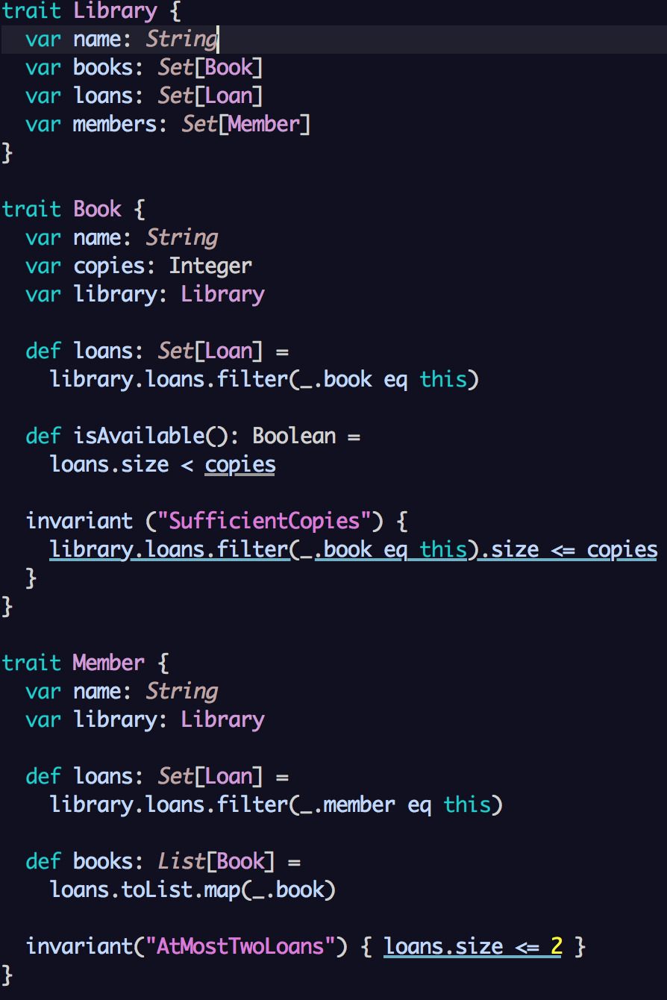 trait Library {
  var name: String
  var books: Set[Book]
  var loans: Set[Loan]
  var members: Set[Member]
}

trait Book {
  var name: String
  var copies: Integer
  var library: Library

  def loans: Set[Loan] =
    library.loans.filter(_.book eq this)

  def isAvailable(): Boolean =
    loans.size < copies

  invariant ("SufficientCopies") {
    library.loans.filter(_.book eq this).size <= copies
  }
}

trait Member {
  var name: String
  var library: Library

  def loans: Set[Loan] =
    library.loans.filter(_.member eq this)

  def books: List[Book] =
    loans.toList.map(_.book)

  invariant("AtMostTwoLoans") { loans.size <= 2 }
}